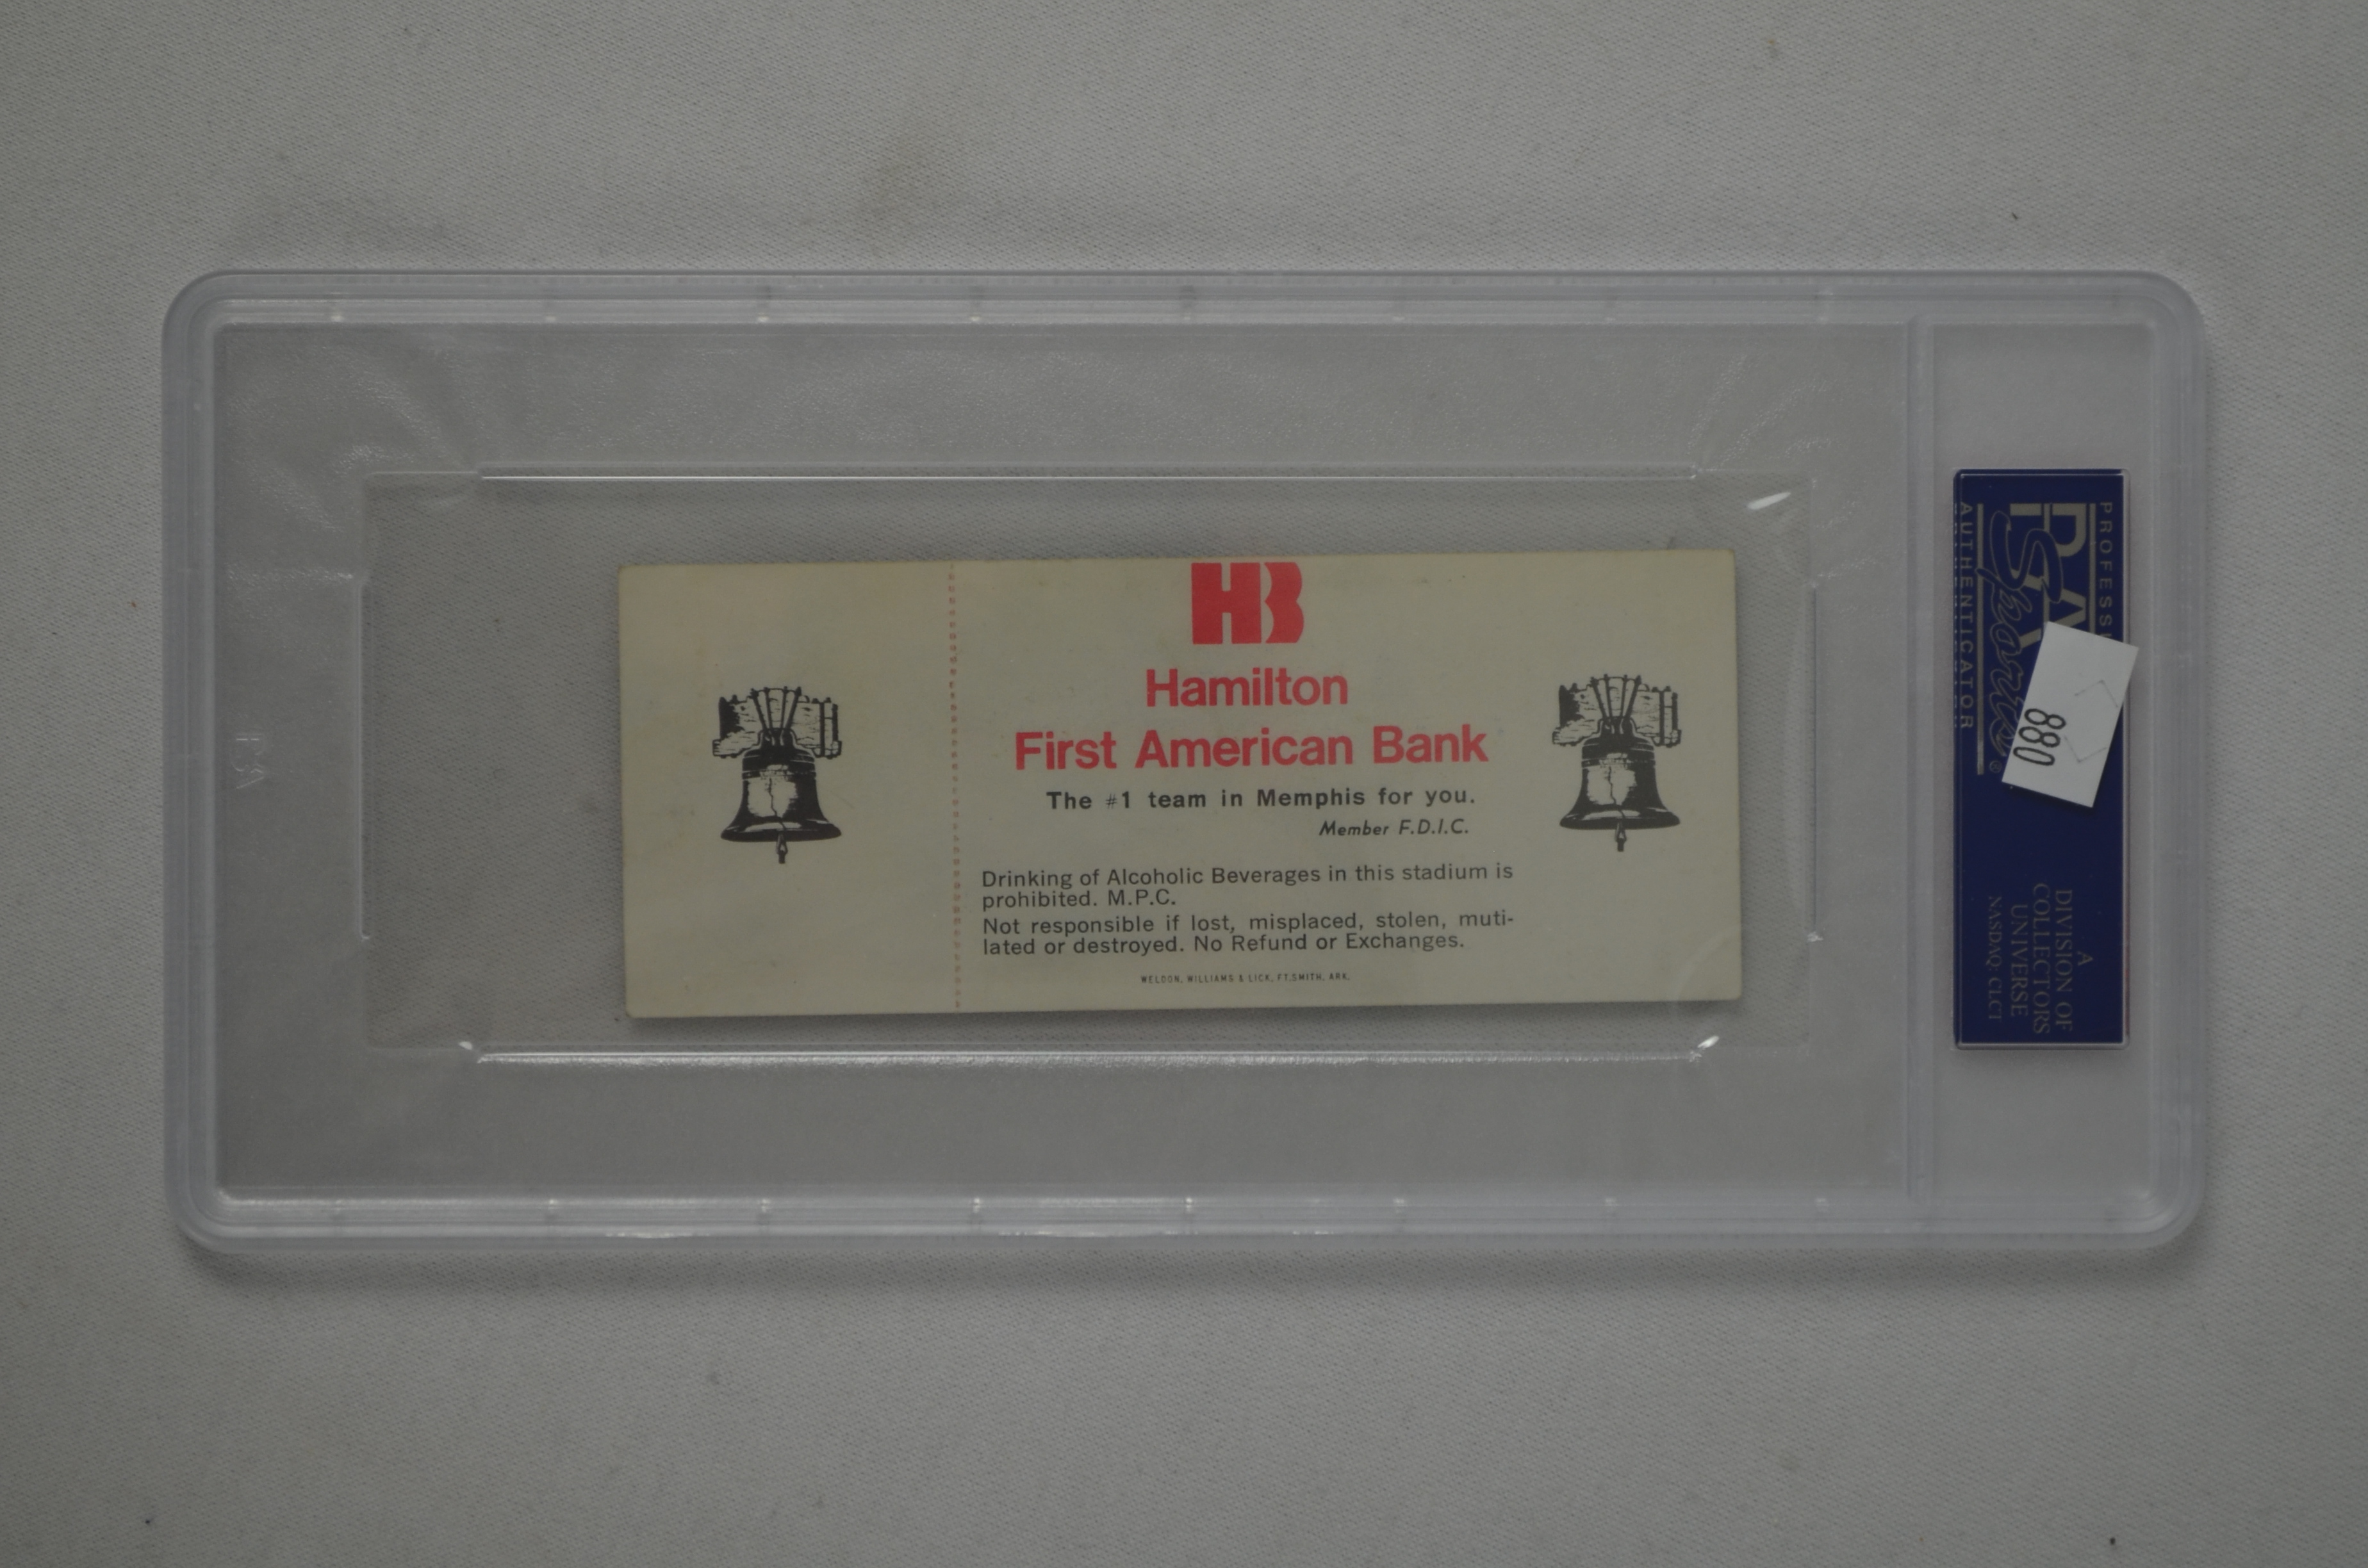 HB
Hamilton
First American Bank
The #1 team in Memphis for you.
Member F.D.I.C.
Drinking of Alcoholic Beverages in this stadium is
prohibited. M.P.C.
Not responsible if lost, misplaced, stolen, muti-
lated or destroyed. No Refund or Exchanges.
WELDON, WILLIAMS & LICK, FT.SMITH, ARK.
PSA
Sports®
AUTHENTICATOR
880
A
DIVISION OF
COLLECTORS
UNIVERSE
NASDAQ: CLCT